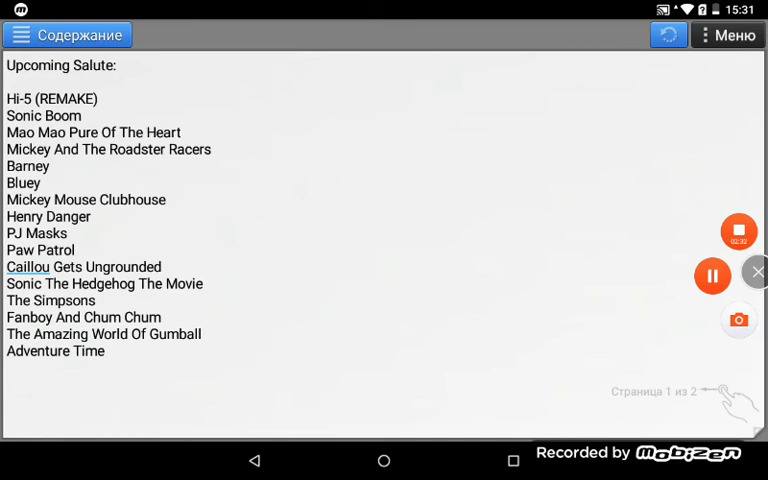 15:31
Содержание
Меню
Upcoming Salute:
Hi-5 (REMAKE)
Sonic Boom
Mao Mao Pure Of The Heart
Mickey And The Roadster Racers
Barney
Bluey
Mickey Mouse Clubhouse
Henry Danger
PJ Masks
Paw Patrol
Caillou Gets Ungrounded
Sonic The Hedgehog The Movie
The Simpsons
Fanboy And Chum Chum
The Amazing World Of Gumball
Adventure Time
02:32
Страница 1 из 2
Recorded by mobizen